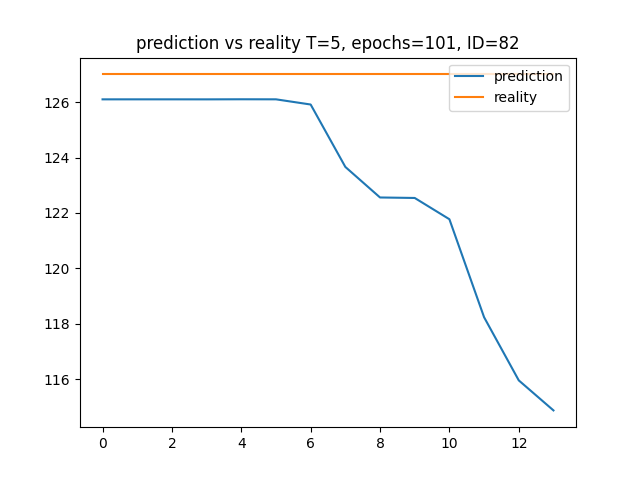 prediction vs reality T=5, epochs=101, ID=82
prediction
reality
126
124
122
120
118
116
0 2 4 6 8 10 12